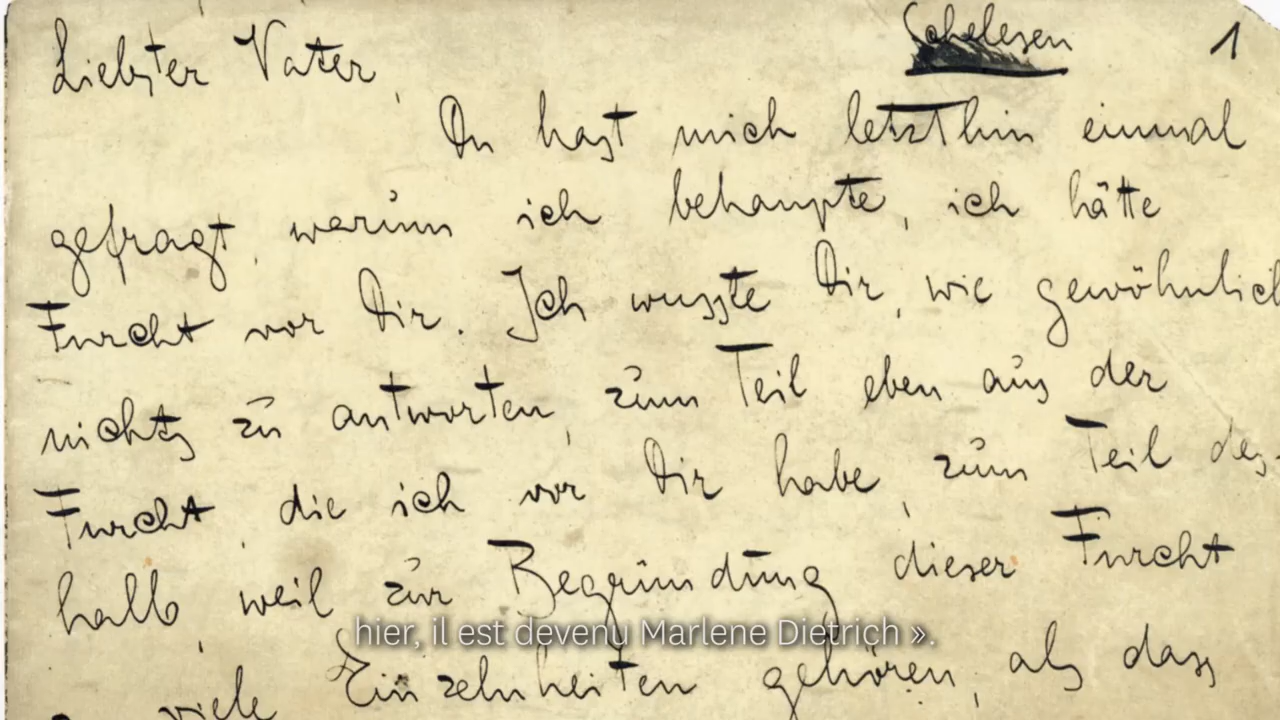 Schelesen 1
Liebster Vater,
Du hast mich letzthin einmal
gefragt, warum ich behaupte, ich hätte
Furcht vor Dir. Ich wusste Dir, wie gewöhnlich
nichts zu antworten, zum Teil eben aus der
Furcht, die ich vor Dir habe, zum Teil des-
halb, weil zur Begründung dieser Furcht
hier, il est devenu Marlene Dietrich ».
viele Einzelheiten gehören, als dass